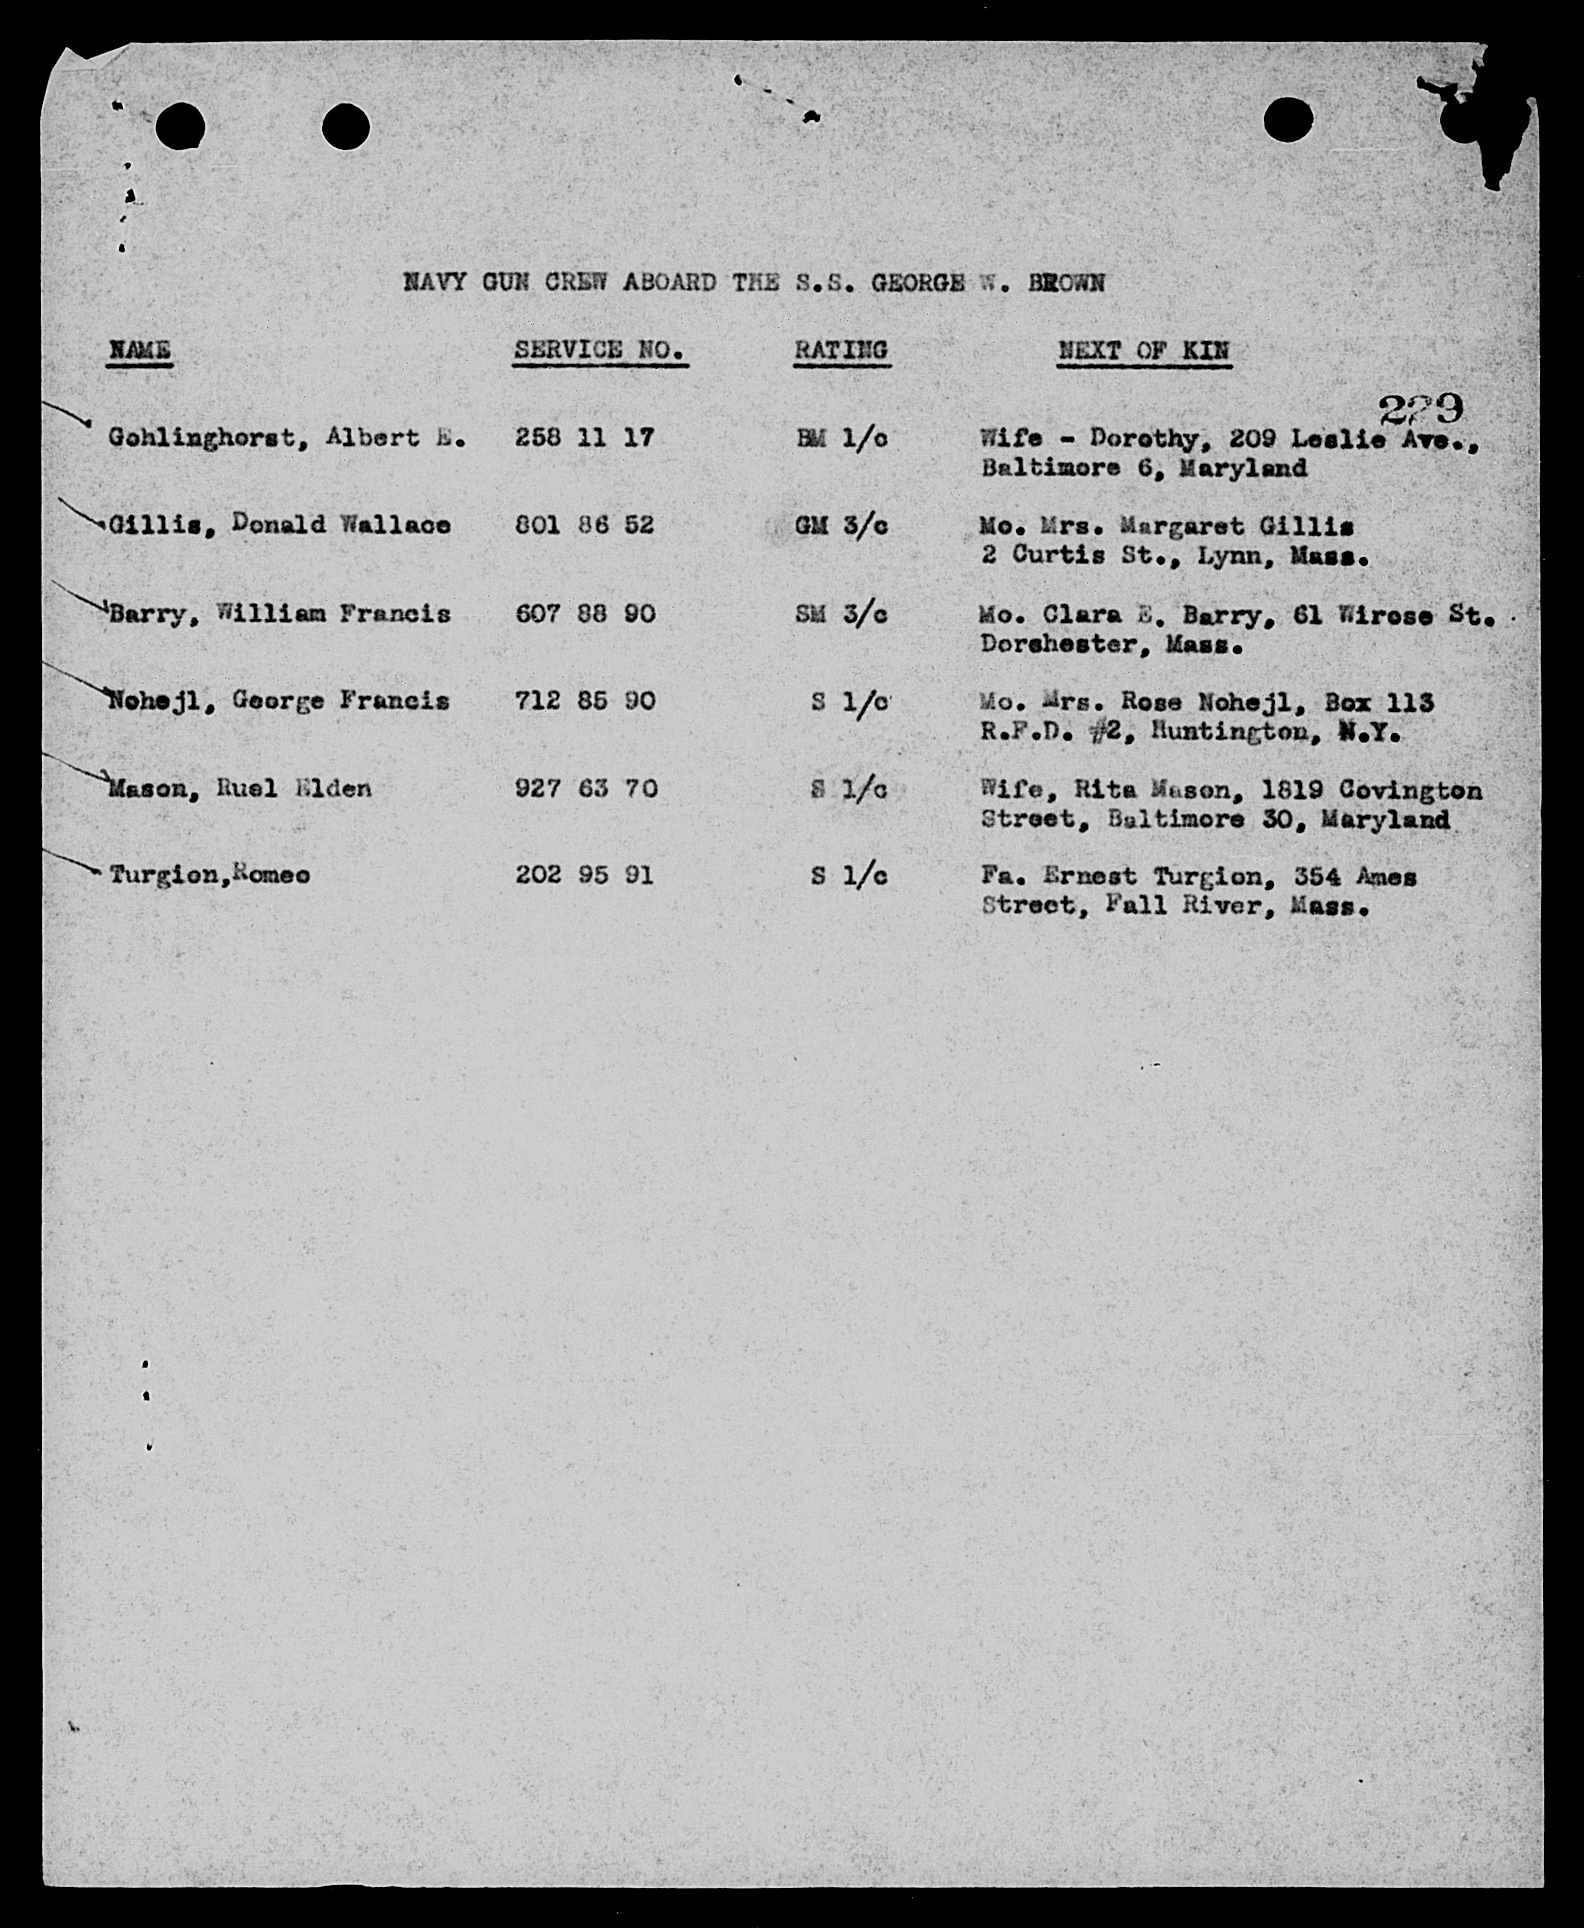 NAVY GUN CREW ABOARD THE S.S. GEORGE W. BROWN
NAME SERVICE NO. RATING NEXT OF KIN
229
Gohlinghorst, Albert E. 258 11 17 BM 1/c Wife - Dorothy, 209 Leslie Ave.,
Baltimore 6, Maryland
Gillis, Donald Wallace 801 86 52 GM 3/c Mo. Mrs. Margaret Gillis
2 Curtis St., Lynn, Mass.
Barry, William Francis 607 88 90 SM 3/c Mo. Clara E. Barry, 61 Wirose St.
Dorchester, Mass.
Nohejl, George Francis 712 85 90 S 1/c Mo. Mrs. Rose Nohejl, Box 113
R.F.D. #2, Huntington, N.Y.
Mason, Ruel Elden 927 63 70 S 1/c Wife, Rita Mason, 1819 Covington
Street, Baltimore 30, Maryland
Turgion,Romeo 202 95 91 S 1/c Fa. Ernest Turgion, 354 Ames
Street, Fall River, Mass.